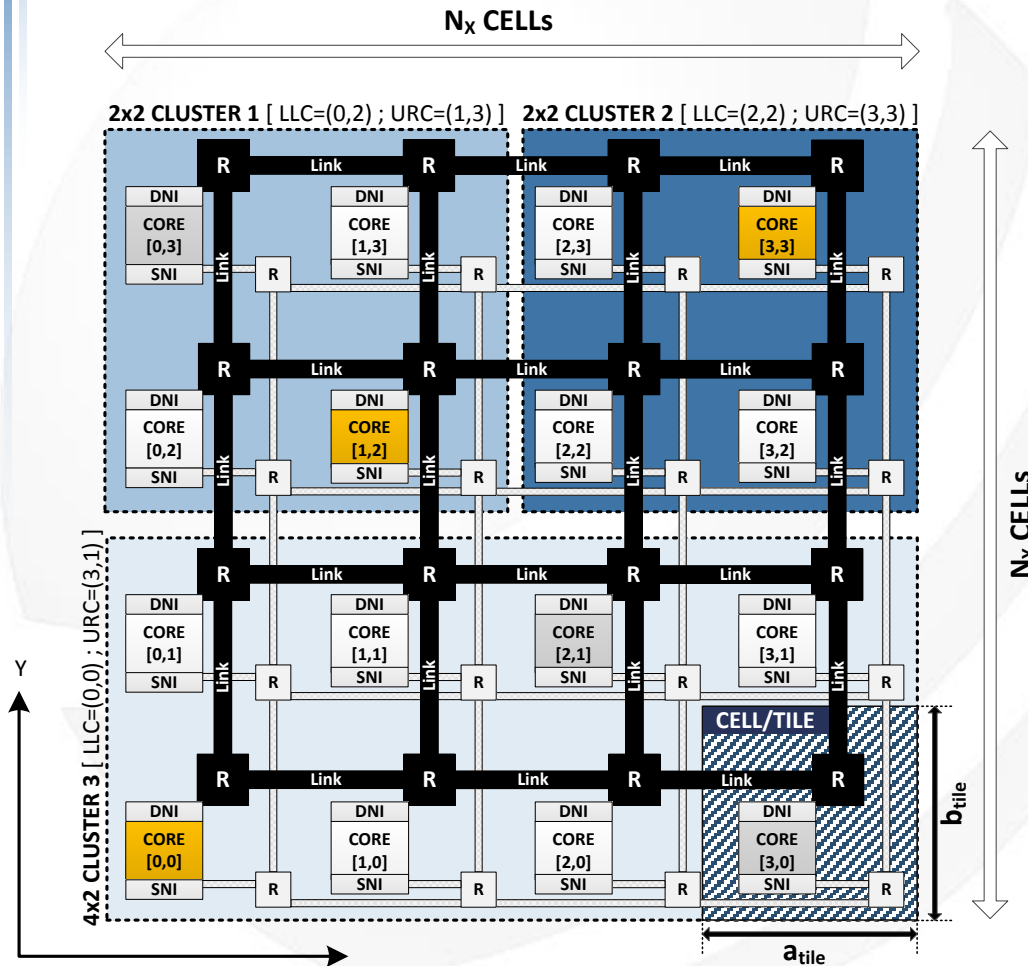 N_X CELLs
2x2 CLUSTER 1 [ LLC=(0,2) ; URC=(1,3) ]
2x2 CLUSTER 2 [ LLC=(2,2) ; URC=(3,3) ]
R Link R Link R Link R
DNI DNI DNI DNI
CORE CORE CORE CORE
[0,3] [1,3] [2,3] [3,3]
SNI SNI SNI SNI
R R R R
Link Link Link Link
R Link R Link R Link R
DNI DNI DNI DNI
CORE CORE CORE CORE
[0,2] [1,2] [2,2] [3,2]
SNI SNI SNI SNI
R R R R
Link Link Link Link
N_X CELLs
4x2 CLUSTER 3 [ LLC=(0,0) ; URC=(3,1) ]
R Link R Link R Link R
DNI DNI DNI DNI
CORE CORE CORE CORE
[0,1] [1,1] [2,1] [3,1]
SNI SNI SNI SNI
R R R R
Link Link Link Link
Y
CELL/TILE
R Link R Link R Link R
DNI DNI DNI DNI
CORE CORE CORE CORE
[0,0] [1,0] [2,0] [3,0]
SNI SNI SNI SNI
R R R R
b_tile
a_tile